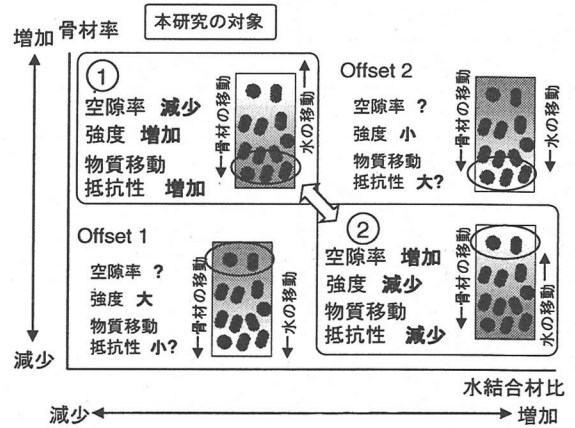 本研究の対象
骨材率
増加
減少
①
空隙率 減少
強度 増加
物質移動
抵抗性 増加
骨材の移動
水の移動
Offset 2
空隙率 ?
強度 小
物質移動
抵抗性 大?
骨材の移動
水の移動
Offset 1
空隙率 ?
強度 大
物質移動
抵抗性 小?
骨材の移動
水の移動
②
空隙率 増加
強度 減少
物質移動
抵抗性 減少
骨材の移動
水の移動
水結合材比
減少
増加